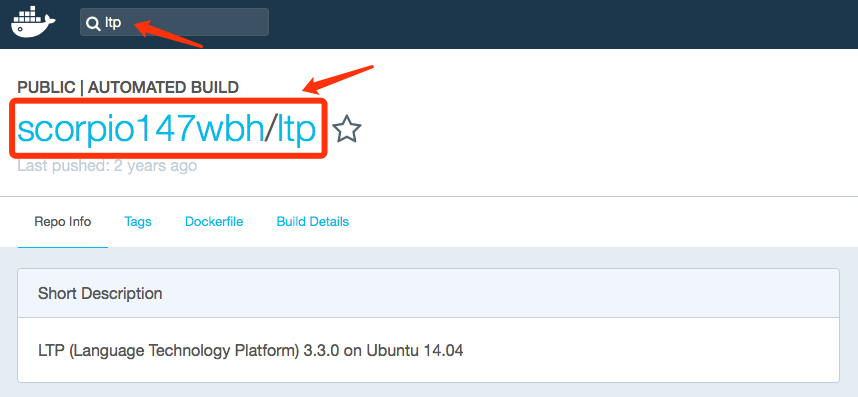 ltp
PUBLIC | AUTOMATED BUILD
scorpio147wbh/ltp
Last pushed: 2 years ago
Repo Info Tags Dockerfile Build Details
Short Description
LTP (Language Technology Platform) 3.3.0 on Ubuntu 14.04